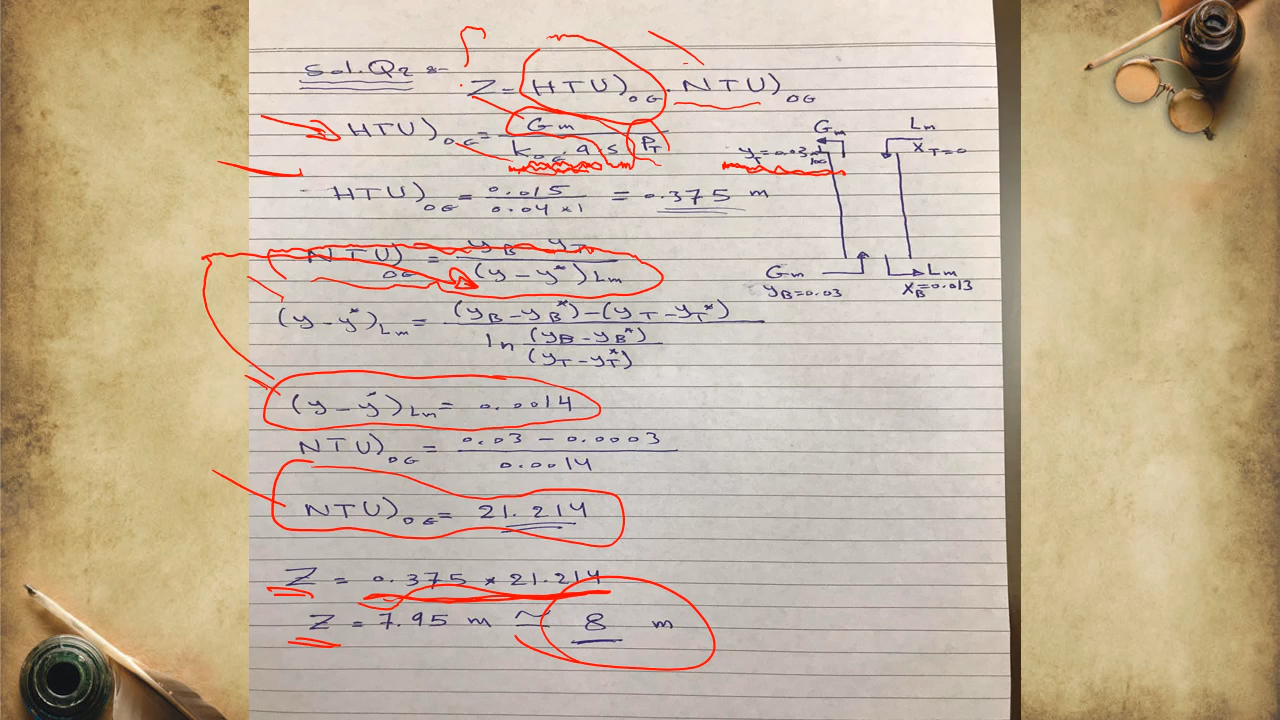 Sol.Q2 :-
Z = HTU)OG . NTU)OG
HTU)OG = Gm / KOG a s PT
HTU)OG = 0.015 / 0.04 * 1 = 0.375 m
NTU)OG = yB - yT / (y - y*)Lm
(y - y*)Lm = (yB - yB*) - (yT - yT*) / ln (yB - yB*) / (yT - yT*)
(y - y*)Lm = 0.0014
NTU)OG = 0.03 - 0.0003 / 0.0014
NTU)OG = 21.214
Z = 0.375 * 21.214
Z = 7.95 m ≃ 8 m
Gm
Lm
XT=0
Gm
yB=0.03
Lm
XB=0.013